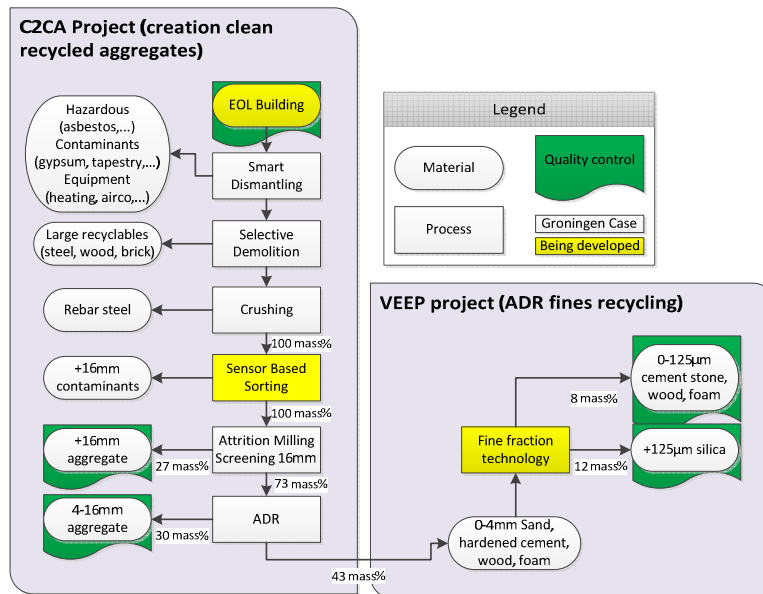 C2CA Project (creation clean
recycled aggregates
EOL Building
Hazardous
(asbestos,...)
Contaminants
(gypsum, tapestry,...)
Equipment
(heating, airco,...)
Smart
Dismantling
Large recyclables
(steel, wood, brick)
Selective
Demolition
Rebar steel
Crushing
100 mass%
+16mm
contaminants
Sensor Based
Sorting
100 mass%
+16mm
aggregate
27 mass%
Attrition Milling
Screening 16mm
73 mass%
4-16mm
aggregate
30 mass%
ADR
43 mass%
Legend
Material
Quality control
Process
Groningen Case
Being developed
VEEP project (ADR fines recycling)
0-125µm
cement stone,
wood, foam
8 mass%
Fine fraction
technology
+125µm silica
12 mass%
0-4mm Sand,
hardened cement,
wood, foam